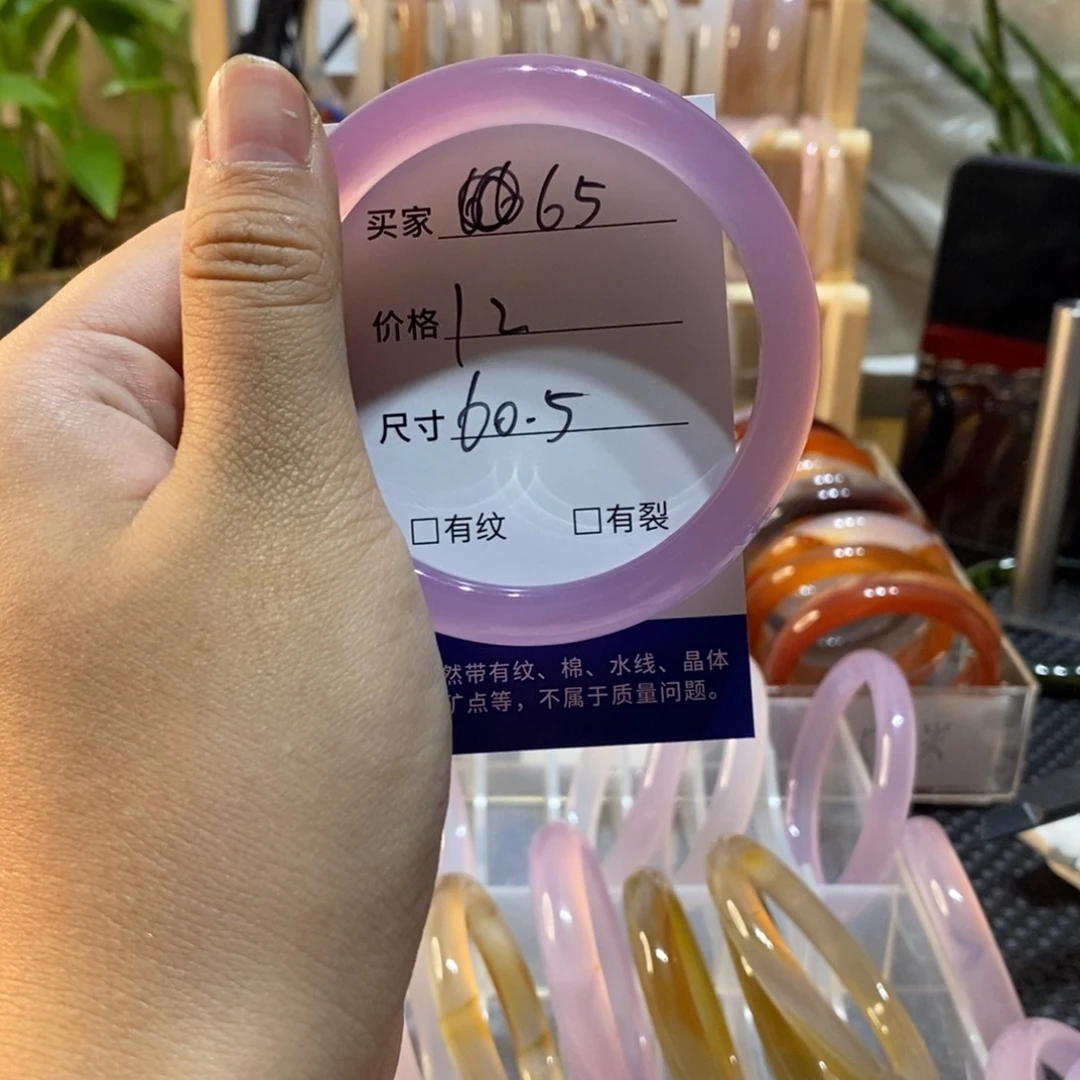 买家 65
价格 12
尺寸 60.5
□有纹 □有裂
然带有纹、棉、水线、晶体
矿点等，不属于质量问题。